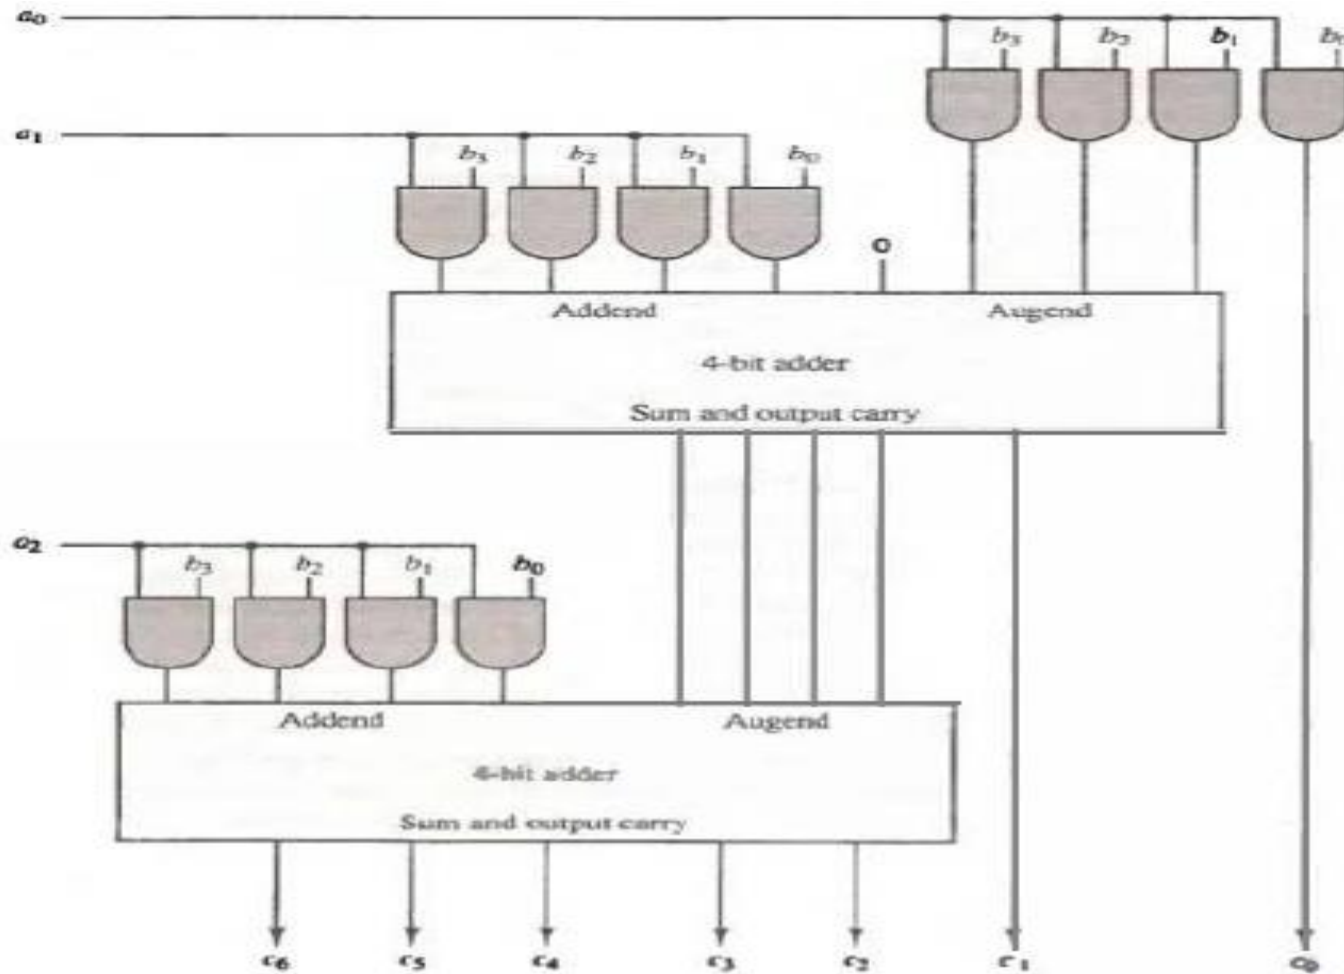 a₀
b₃ b₂ b₁ b₀
a₁
b₃ b₂ b₁ b₀
0
Addend Augend
4-bit adder
Sum and output carry
a₂
b₃ b₂ b₁ b₀
Addend Augend
4-bit adder
Sum and output carry
c₆ c₅ c₄ c₃ c₂ c₁ c₀